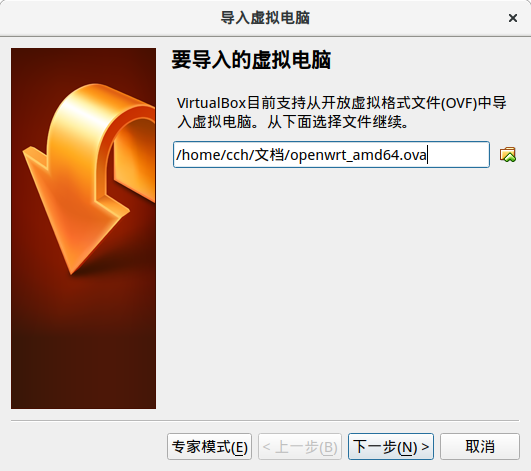 导入虚拟电脑
要导入的虚拟电脑
VirtualBox目前支持从开放虚拟格式文件(OVF)中导
入虚拟电脑。从下面选择文件继续。
/home/cch/文档/openwrt_amd64.ova
专家模式(E) < 上一步(B) 下一步(N) > 取消